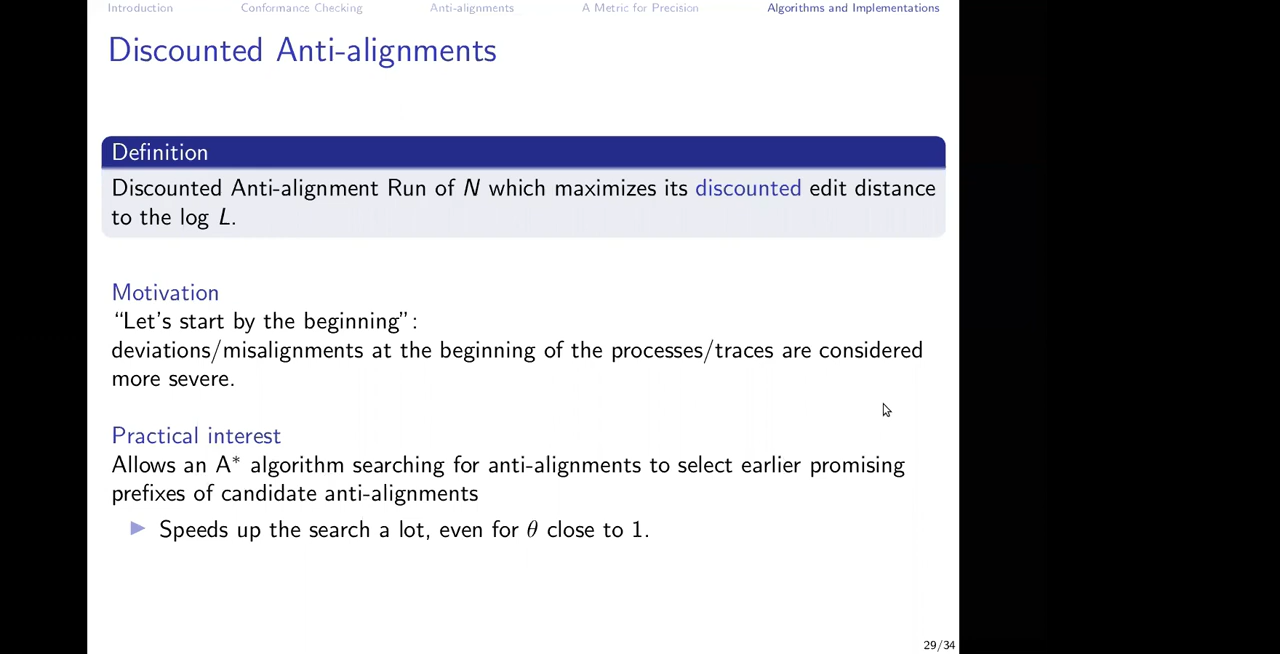 Introduction Conformance Checking Anti-alignments A Metric for Precision Algorithms and Implementations
Discounted Anti-alignments
Definition
Discounted Anti-alignment Run of N which maximizes its discounted edit distance
to the log L.
Motivation
“Let’s start by the beginning”:
deviations/misalignments at the beginning of the processes/traces are considered
more severe.
Practical interest
Allows an A* algorithm searching for anti-alignments to select earlier promising
prefixes of candidate anti-alignments
▶ Speeds up the search a lot, even for θ close to 1.
29/34